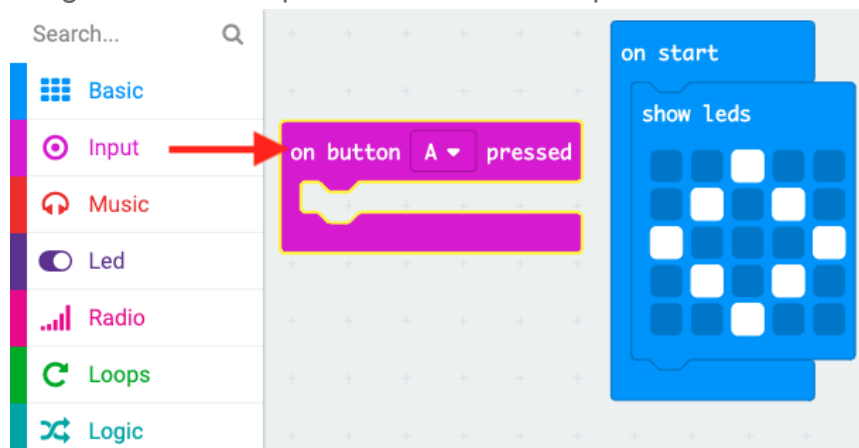 Search...
Basic
Input
Music
Led
Radio
Loops
Logic
on button A pressed
on start
show leds